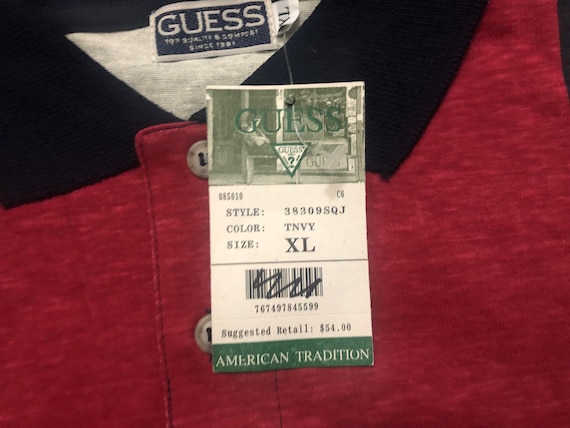 GUESS
TOP QUALITY & COMFORT
SINCE 1981
XL
GUESS
GUESS
?
GUESS
085010 C6
STYLE: 38309SQJ
COLOR: TNVY
SIZE: XL
767497845599
Suggested Retail: $54.00
AMERICAN TRADITION